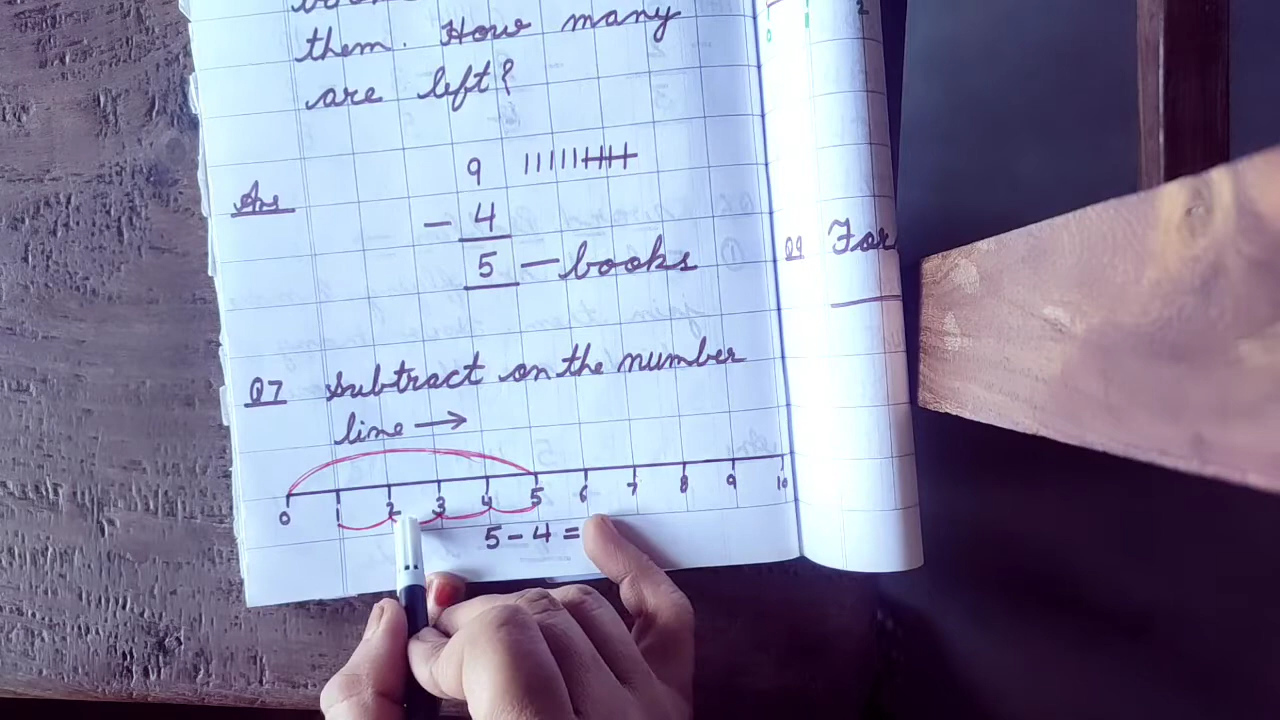 them. How many
are left?
Ans
9
- 4
5 - books
Q7 Subtract on the number
line →
0 1 2 3 4 5 6 7 8 9 10
5 - 4 =
Q9 For